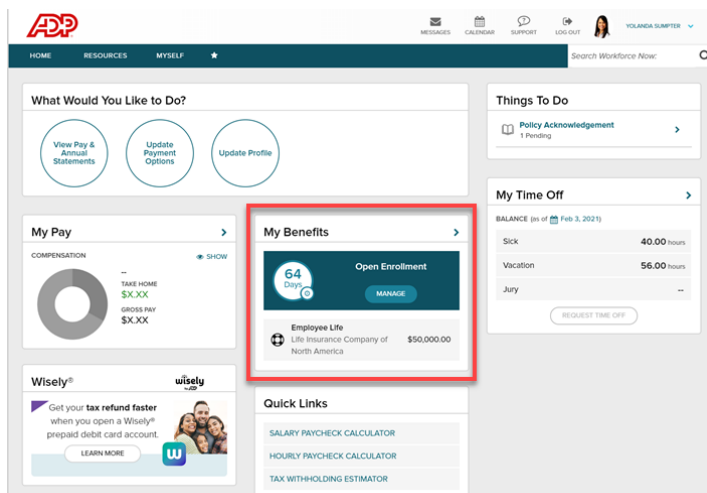 ADP
MESSAGES
CALENDAR
SUPPORT
LOG OUT
YOLANDA SUMPTER
HOME
RESOURCES
MYSELF
Search Workforce Now:
What Would You Like to Do?
View Pay &
Annual
Statements
Update
Payment
Options
Update Profile
Things To Do
Policy Acknowledgement
1 Pending
My Time Off
BALANCE (as of Feb 3, 2021)
Sick 40.00 hours
Vacation 56.00 hours
Jury --
REQUEST TIME OFF
My Pay
COMPENSATION
SHOW
--
TAKE HOME
$X.XX
GROSS PAY
$X.XX
My Benefits
64
Days
Open Enrollment
MANAGE
Employee Life
Life Insurance Company of
North America
$50,000.00
Wisely®
wisely
by ADP
Get your tax refund faster
when you open a Wisely®
prepaid debit card account.
LEARN MORE
w
Quick Links
SALARY PAYCHECK CALCULATOR
HOURLY PAYCHECK CALCULATOR
TAX WITHHOLDING ESTIMATOR